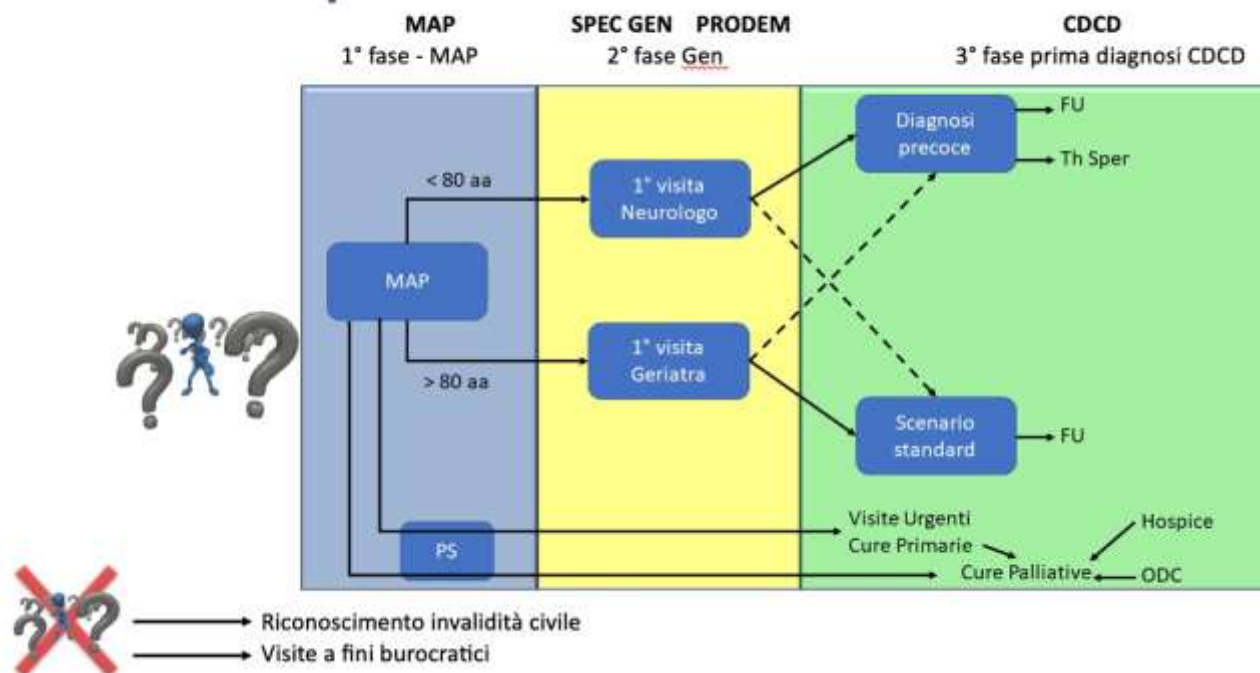 MAP
1° fase - MAP
SPEC GEN PRODEM
2° fase Gen
CDCD
3° fase prima diagnosi CDCD
< 80 aa
MAP
> 80 aa
PS
1° visita
Neurologo
1° visita
Geriatra
Diagnosi
precoce
FU
Th Sper
Scenario
standard
FU
Visite Urgenti
Cure Primarie
Hospice
Cure Palliative
ODC
Riconoscimento invalidità civile
Visite a fini burocratici